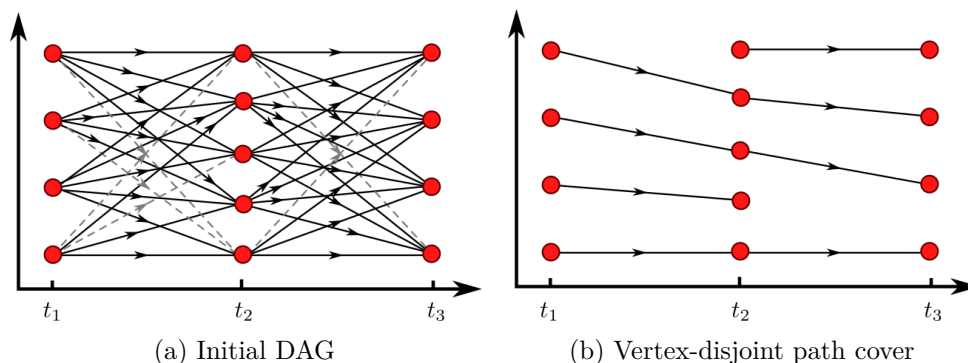 t₁ t₂ t₃ t₁ t₂ t₃
(a) Initial DAG (b) Vertex-disjoint path cover